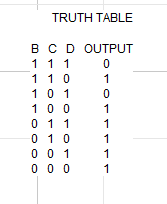 TRUTH TABLE
B C D OUTPUT
1 1 1 0
1 1 0 1
1 0 1 0
1 0 0 1
0 1 1 1
0 1 0 1
0 0 1 1
0 0 0 1